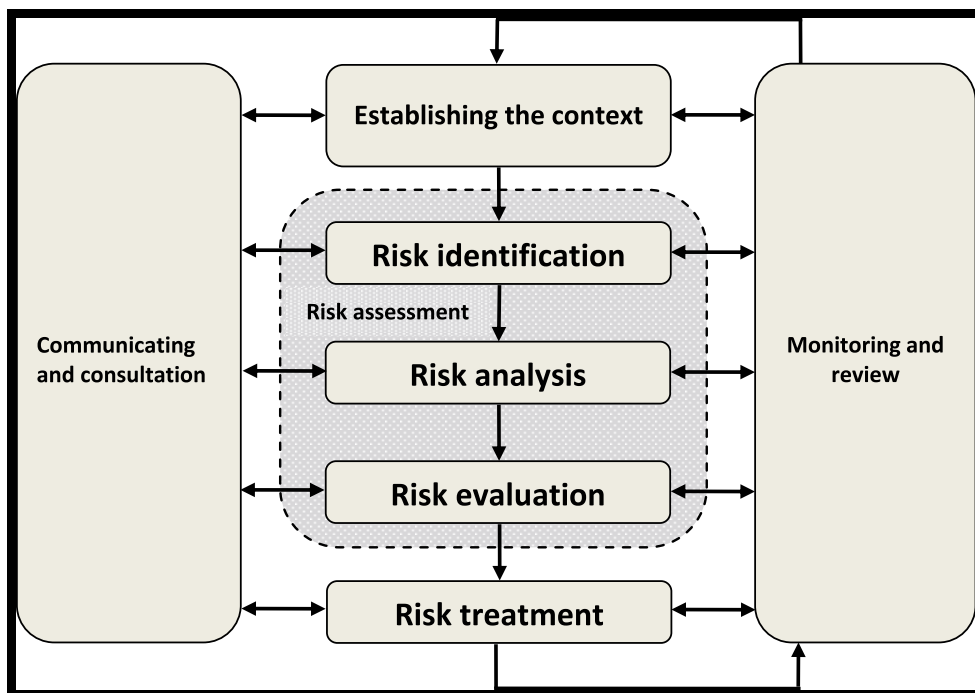 Establishing the context
Risk identification
Risk assessment
Communicating
and consultation
Risk analysis
Monitoring and
review
Risk evaluation
Risk treatment